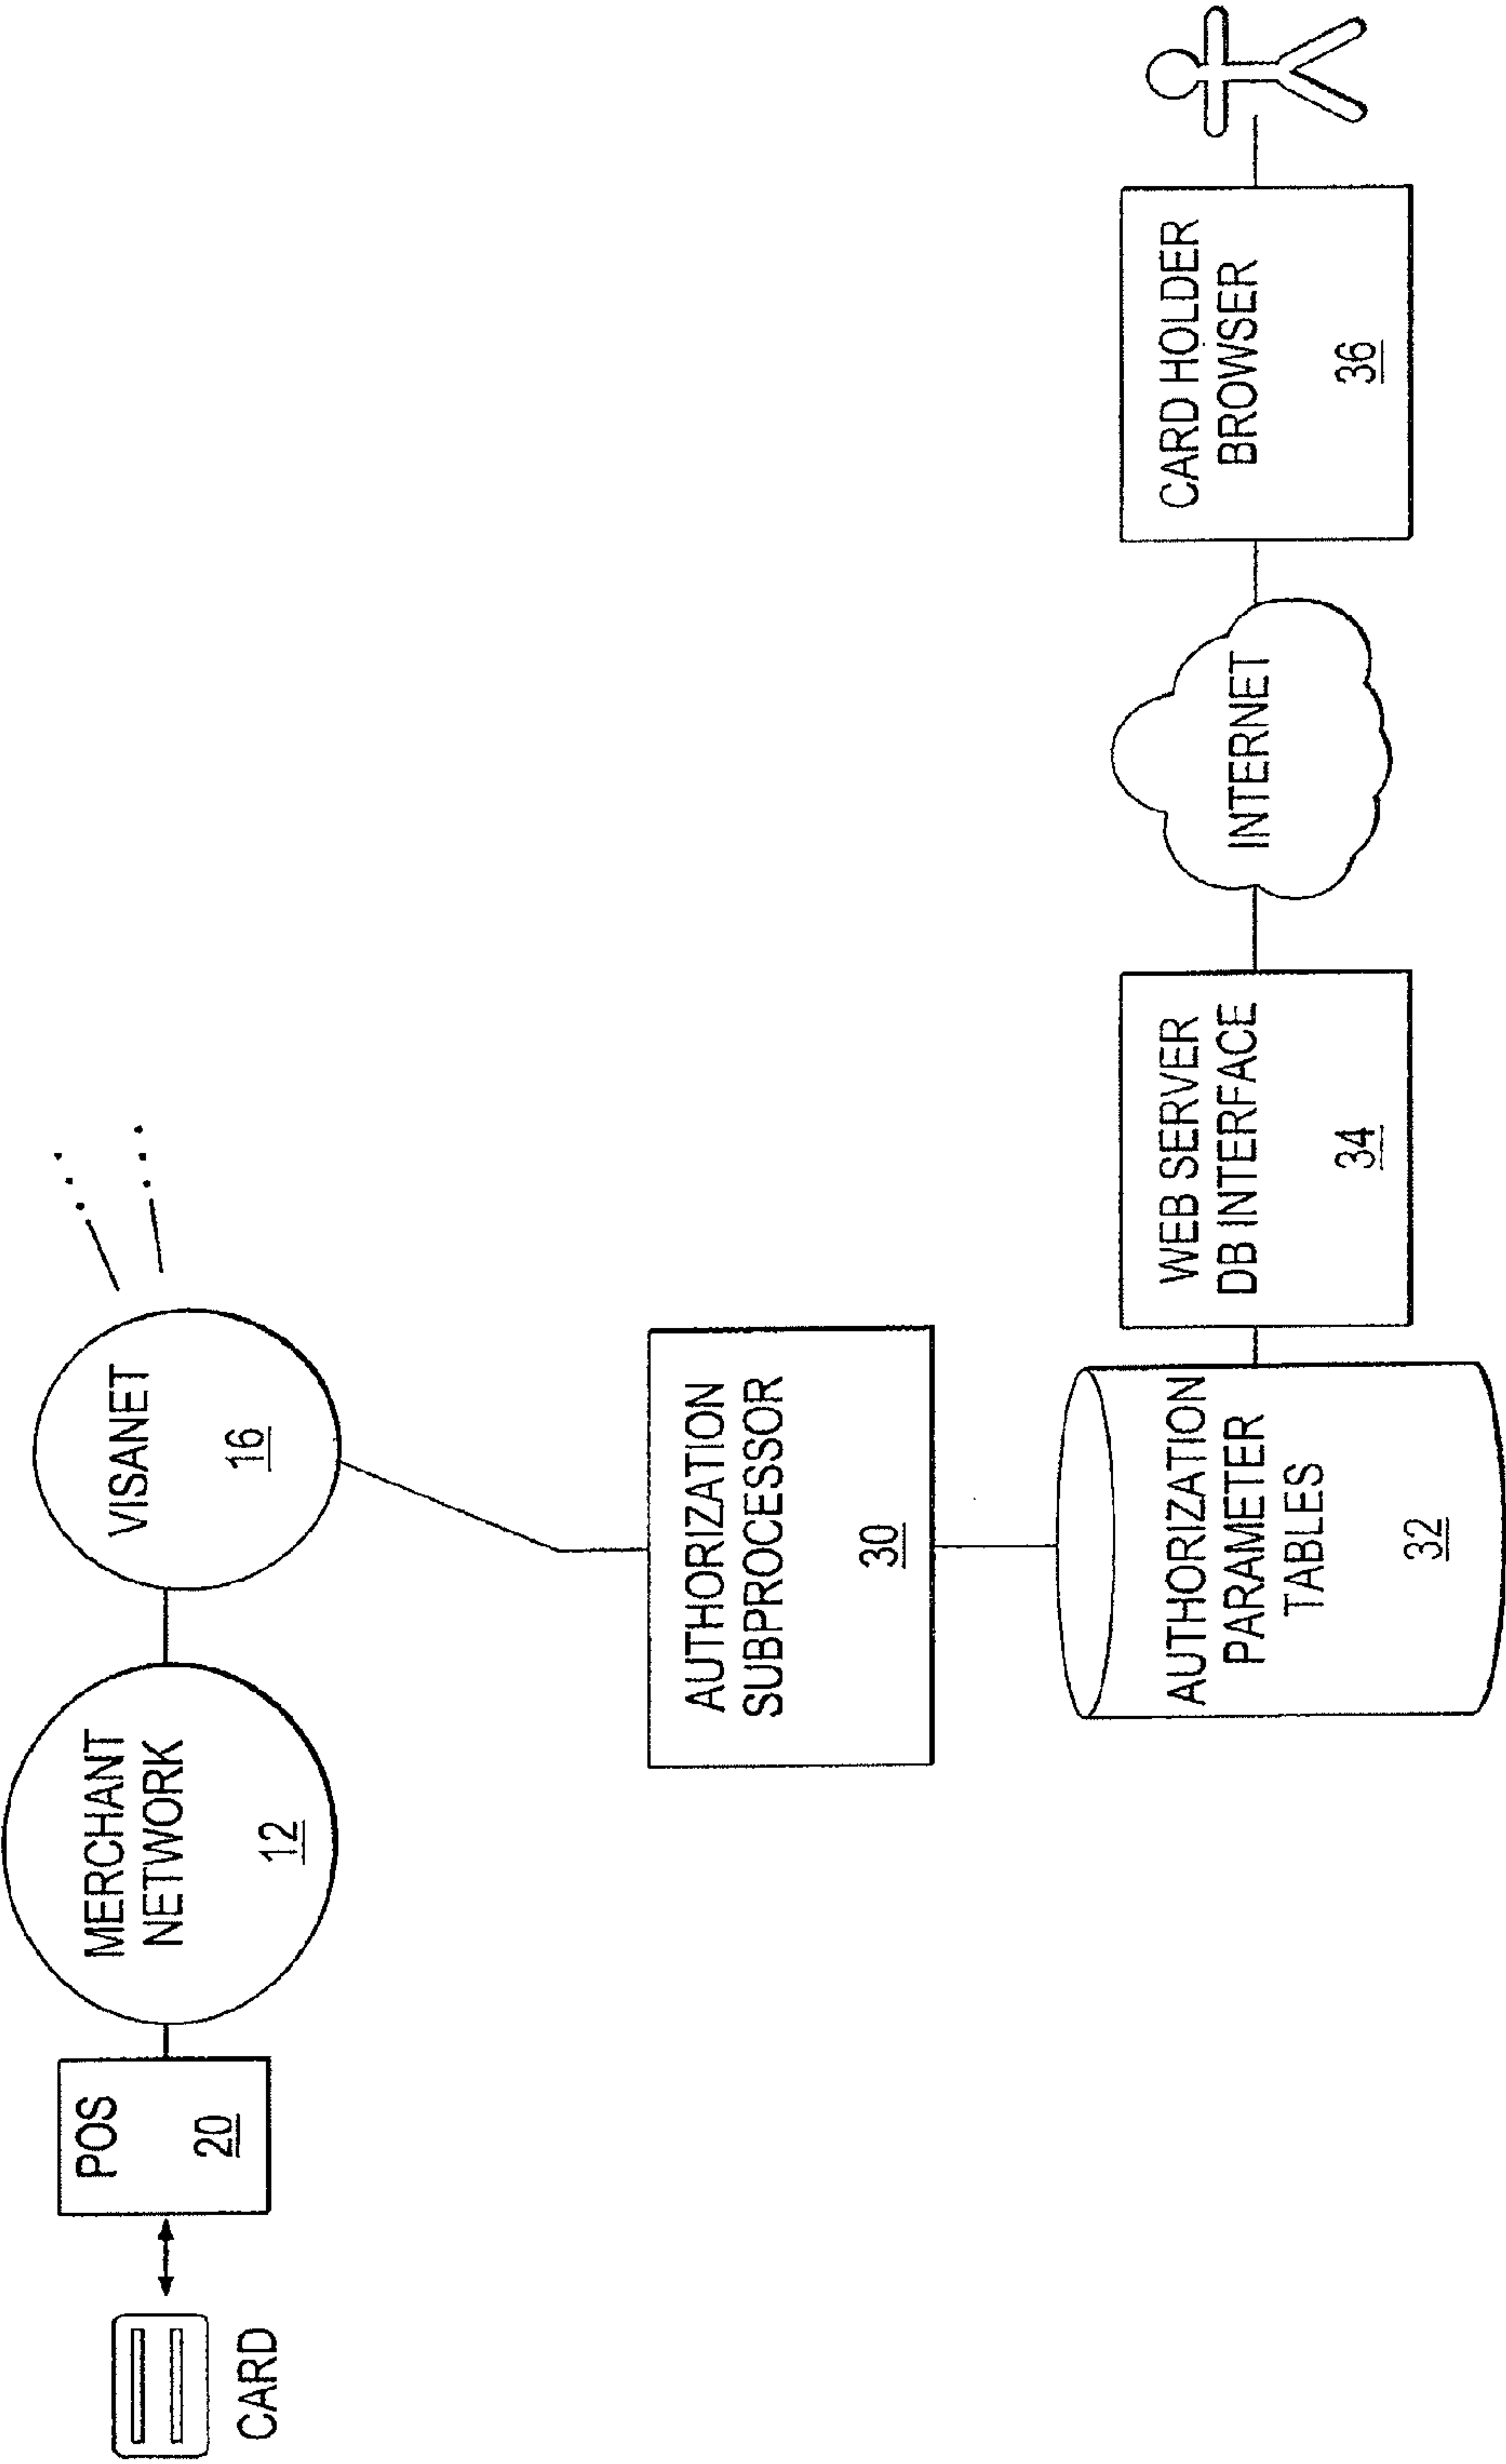 CARD
POS
20
MERCHANT
NETWORK
12
VISANET
16
AUTHORIZATION
SUBPROCESSOR
30
AUTHORIZATION
PARAMETER
TABLES
32
WEB SERVER
DB INTERFACE
34
INTERNET
CARD HOLDER
BROWSER
36